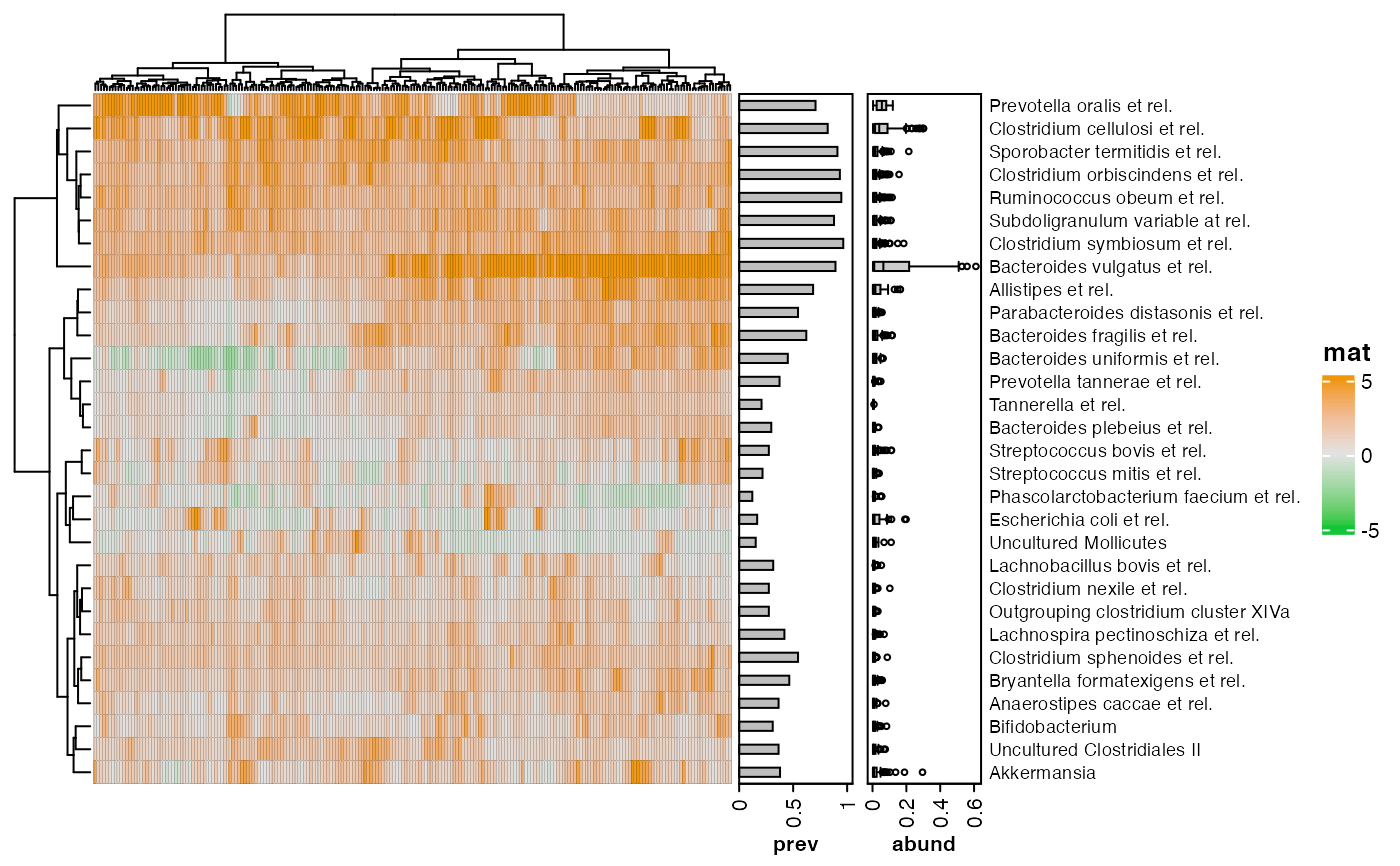 Prevotella oralis et rel.
Clostridium cellulosi et rel.
Sporobacter termitidis et rel.
Clostridium orbiscindens et rel.
Ruminococcus obeum et rel.
Subdoligranulum variable at rel.
Clostridium symbiosum et rel.
Bacteroides vulgatus et rel.
Allistipes et rel.
Parabacteroides distasonis et rel.
Bacteroides fragilis et rel.
Bacteroides uniformis et rel.
Prevotella tannerae et rel.
Tannerella et rel.
Bacteroides plebeius et rel.
Streptococcus bovis et rel.
Streptococcus mitis et rel.
Phascolarctobacterium faecium et rel.
Escherichia coli et rel.
Uncultured Mollicutes
Lachnobacillus bovis et rel.
Clostridium nexile et rel.
Outgrouping clostridium cluster XIVa
Lachnospira pectinoschiza et rel.
Clostridium sphenoides et rel.
Bryantella formatexigens et rel.
Anaerostipes caccae et rel.
Bifidobacterium
Uncultured Clostridiales II
Akkermansia
mat
5
0
-5
0 0.5 1
prev
0 0.2 0.4 0.6
abund